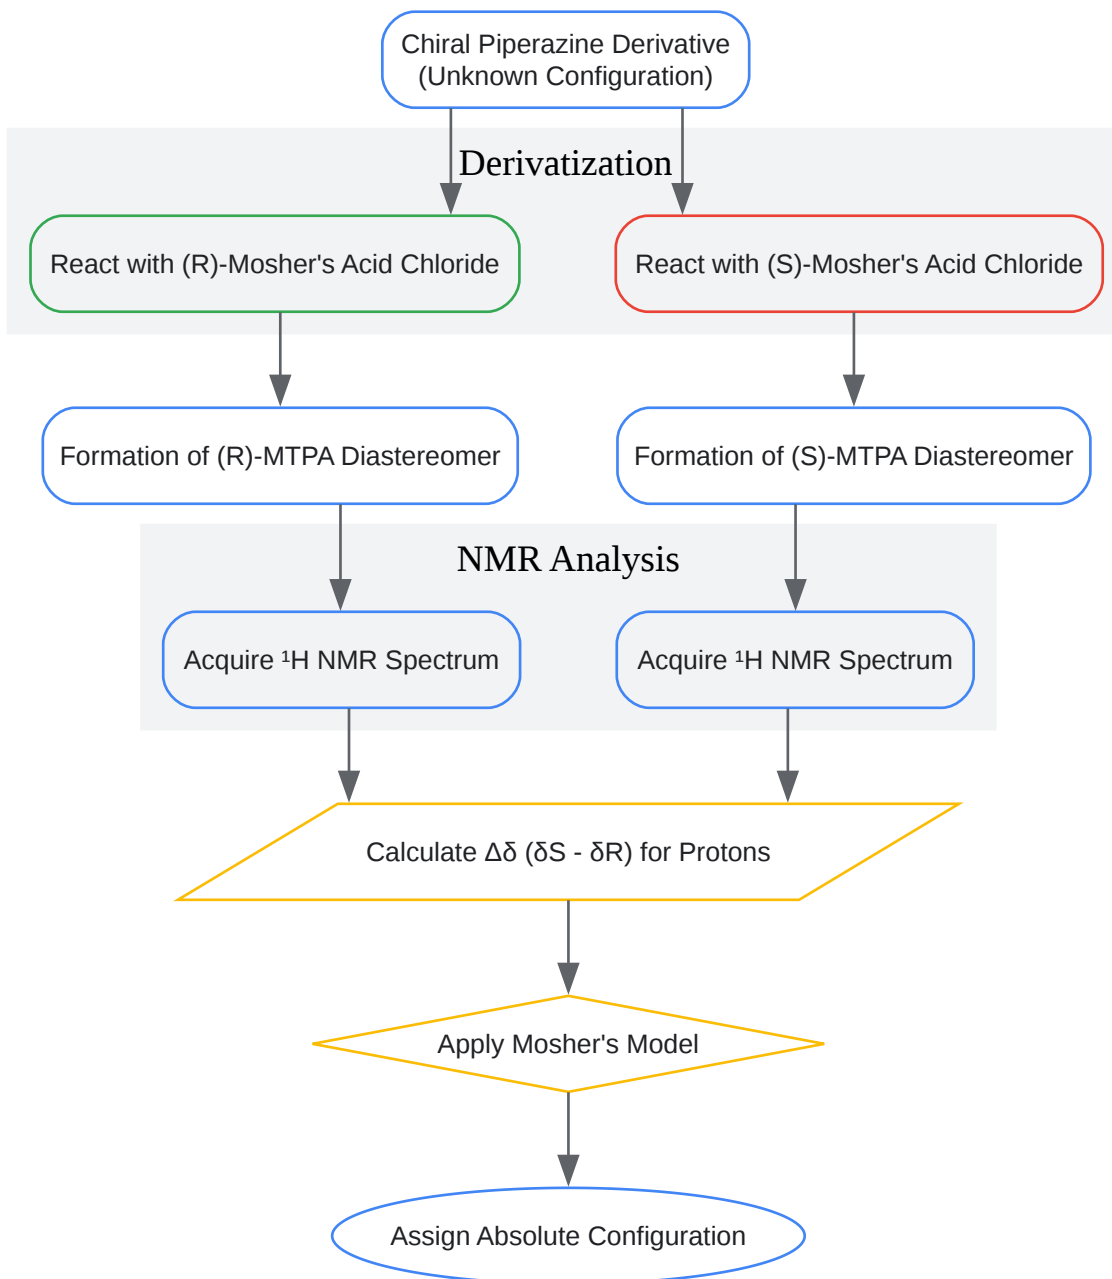 Chiral Piperazine Derivative
(Unknown Configuration)
Derivatization
React with (R)-Mosher's Acid Chloride
React with (S)-Mosher's Acid Chloride
Formation of (R)-MTPA Diastereomer
Formation of (S)-MTPA Diastereomer
NMR Analysis
Acquire ¹H NMR Spectrum
Acquire ¹H NMR Spectrum
Calculate Δδ (δS - δR) for Protons
Apply Mosher's Model
Assign Absolute Configuration